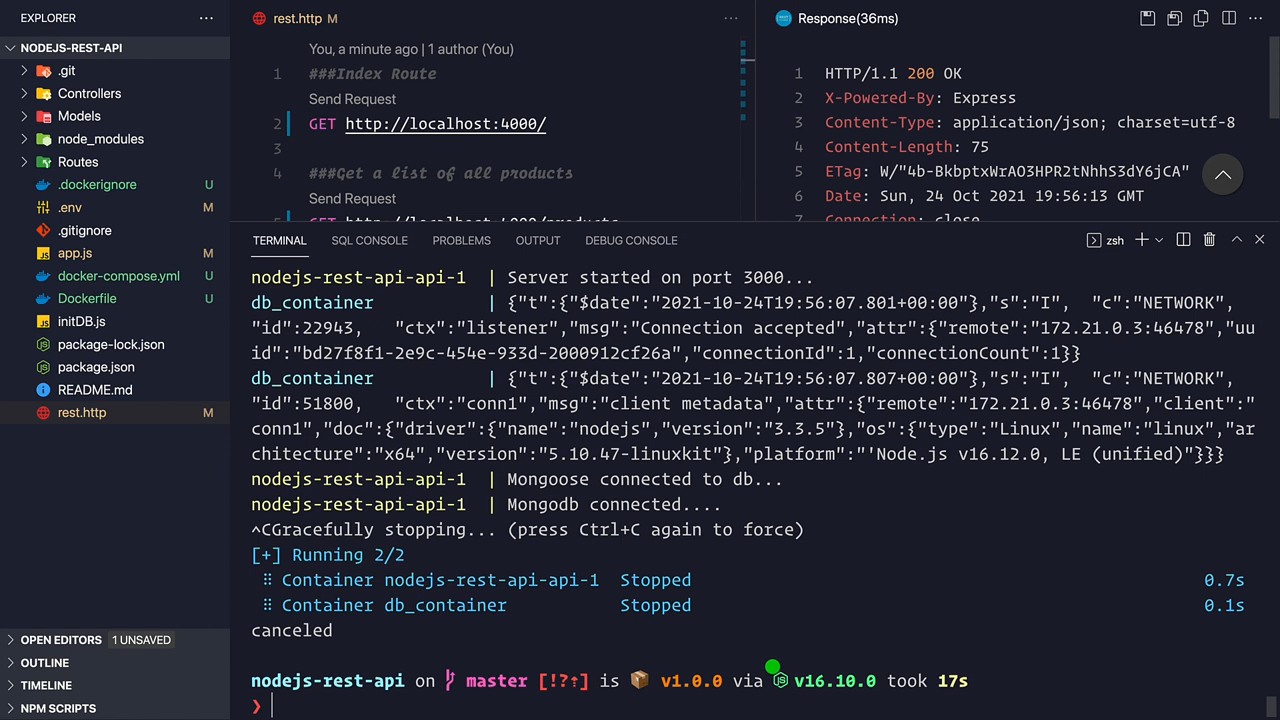 EXPLORER
NODEJS-REST-API
.git
Controllers
Models
node_modules
Routes
.dockerignore U
.env M
.gitignore
app.js M
docker-compose.yml U
Dockerfile U
initDB.js
package-lock.json
package.json
README.md
rest.http M
OPEN EDITORS 1 UNSAVED
OUTLINE
TIMELINE
NPM SCRIPTS
rest.http M
You, a minute ago | 1 author (You)
1 ###Index Route
Send Request
2 GET http://localhost:4000/
3
4 ###Get a list of all products
Send Request
5 GET http://localhost:4000/products
Response(36ms)
1 HTTP/1.1 200 OK
2 X-Powered-By: Express
3 Content-Type: application/json; charset=utf-8
4 Content-Length: 75
5 ETag: W/"4b-BkbptxWrAO3HPR2tNhhS3dY6jCA"
6 Date: Sun, 24 Oct 2021 19:56:13 GMT
7 Connection: close
TERMINAL SQL CONSOLE PROBLEMS OUTPUT DEBUG CONSOLE zsh
nodejs-rest-api-api-1 | Server started on port 3000...
db_container | {"t":{"$date":"2021-10-24T19:56:07.801+00:00"},"s":"I", "c":"NETWORK",
"id":22943, "ctx":"listener","msg":"Connection accepted","attr":{"remote":"172.21.0.3:46478","uu
id":"bd27f8f1-2e9c-454e-933d-2000912cf26a","connectionId":1,"connectionCount":1}}
db_container | {"t":{"$date":"2021-10-24T19:56:07.807+00:00"},"s":"I", "c":"NETWORK",
"id":51800, "ctx":"conn1","msg":"client metadata","attr":{"remote":"172.21.0.3:46478","client":"
conn1","doc":{"driver":{"name":"nodejs","version":"3.3.5"},"os":{"type":"Linux","name":"linux","ar
chitecture":"x64","version":"5.10.47-linuxkit"},"platform":"'Node.js v16.12.0, LE (unified)"}}}
nodejs-rest-api-api-1 | Mongoose connected to db...
nodejs-rest-api-api-1 | Mongodb connected....
^CGracefully stopping... (press Ctrl+C again to force)
[+] Running 2/2
⠿ Container nodejs-rest-api-api-1 Stopped 0.7s
⠿ Container db_container Stopped 0.1s
canceled
nodejs-rest-api on master [!?⇡] is 📦 v1.0.0 via v16.10.0 took 17s
❯